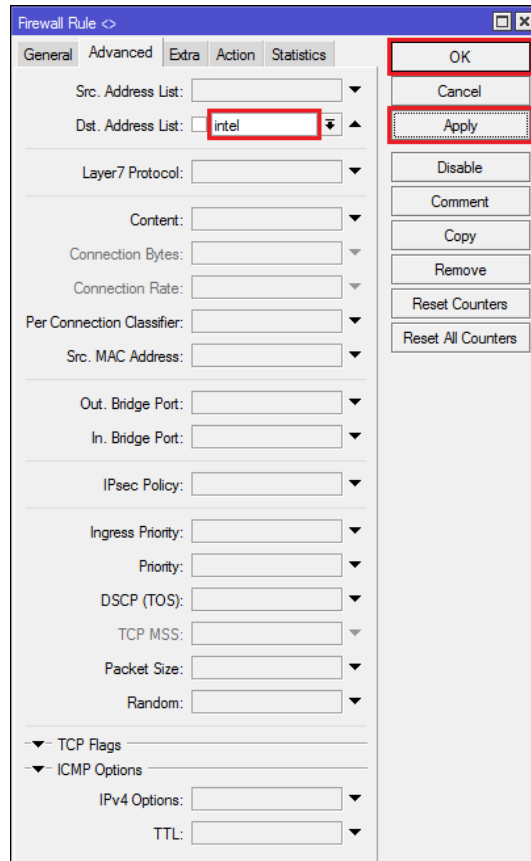 Firewall Rule <>
General Advanced Extra Action Statistics
OK
Src. Address List:
Cancel
Dst. Address List: intel
Apply
Layer7 Protocol:
Disable
Comment
Content:
Copy
Connection Bytes:
Remove
Connection Rate:
Reset Counters
Per Connection Classifier:
Reset All Counters
Src. MAC Address:
Out. Bridge Port:
In. Bridge Port:
IPsec Policy:
Ingress Priority:
Priority:
DSCP (TOS):
TCP MSS:
Packet Size:
Random:
TCP Flags
ICMP Options
IPv4 Options:
TTL: